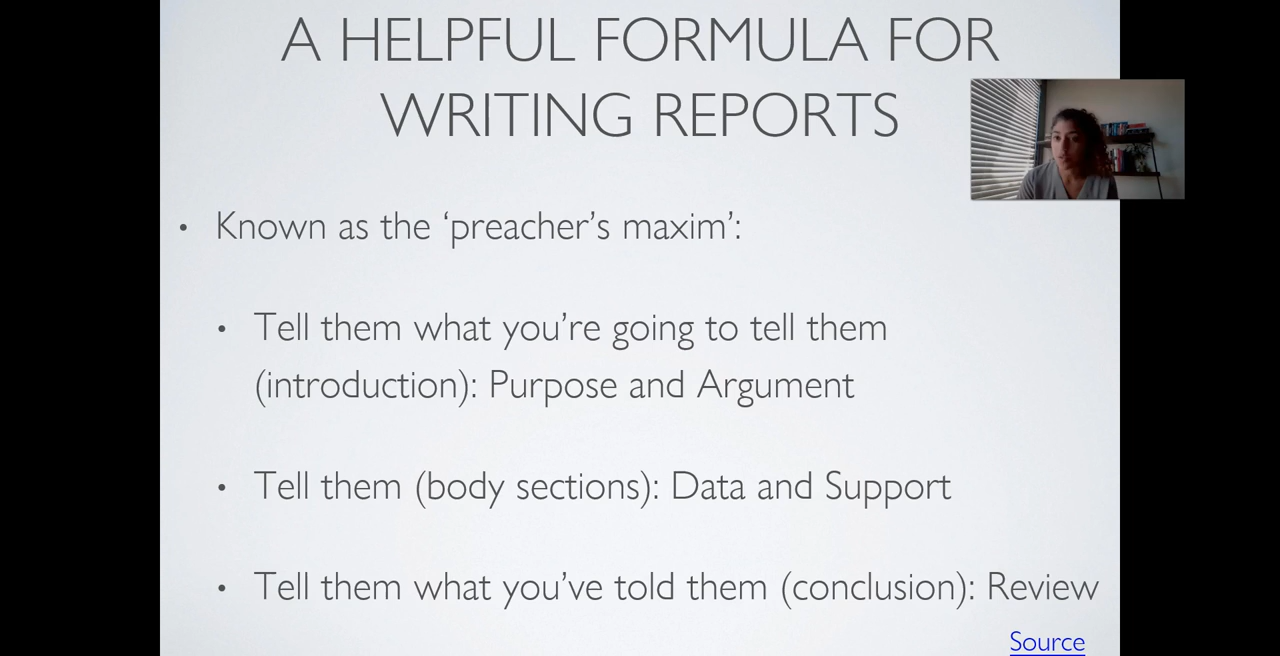 A HELPFUL FORMULA FOR
WRITING REPORTS
• Known as the ‘preacher’s maxim’:
• Tell them what you’re going to tell them
(introduction): Purpose and Argument
• Tell them (body sections): Data and Support
• Tell them what you’ve told them (conclusion): Review
Source